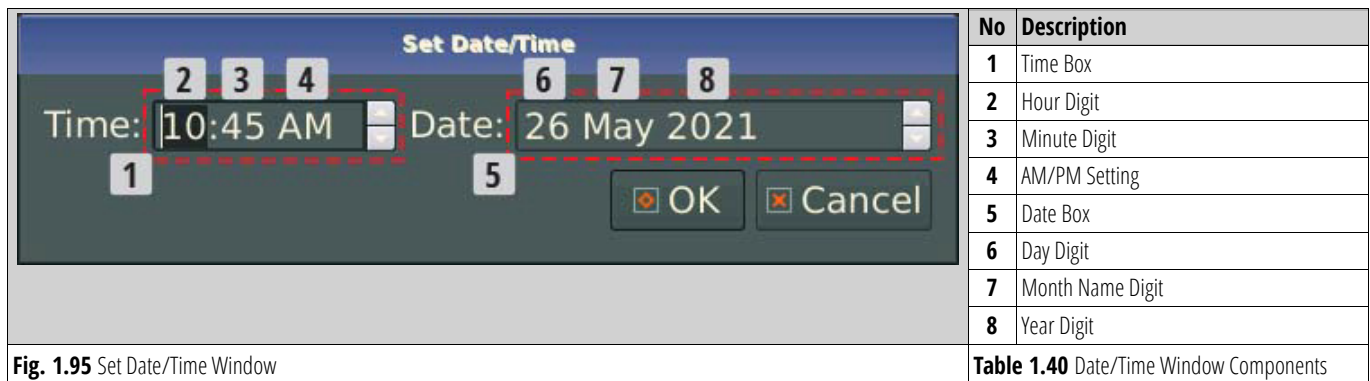 Set Date/Time
2 3 4 6 7 8
Time: 10:45 AM Date: 26 May 2021
1 5
OK Cancel
Fig. 1.95 Set Date/Time Window
No Description
1 Time Box
2 Hour Digit
3 Minute Digit
4 AM/PM Setting
5 Date Box
6 Day Digit
7 Month Name Digit
8 Year Digit
Table 1.40 Date/Time Window Components